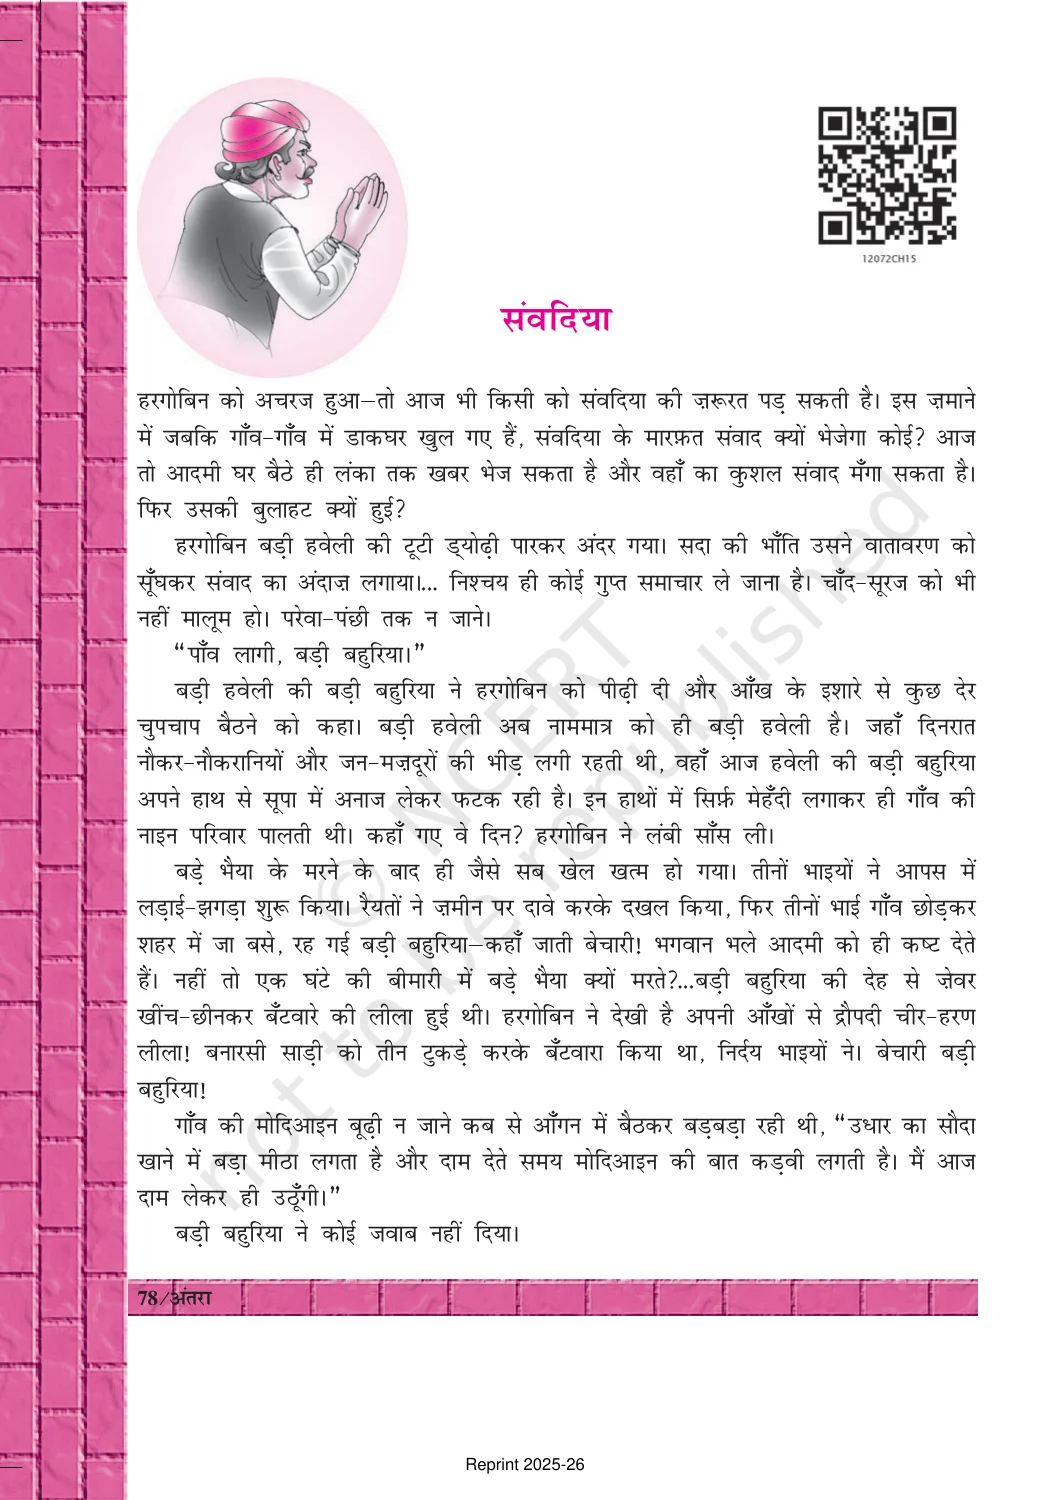 12072CH15
संवदिया
हरगोबिन को अचरज हुआ–तो आज भी किसी को संवदिया की ज़रूरत पड़ सकती है। इस ज़माने
में जबकि गाँव-गाँव में डाकघर खुल गए हैं, संवदिया के मारफ़त संवाद क्यों भेजेगा कोई? आज
तो आदमी घर बैठे ही लंका तक खबर भेज सकता है और वहाँ का कुशल संवाद मँगा सकता है।
फिर उसकी बुलाहट क्यों हुई?
हरगोबिन बड़ी हवेली की टूटी ड्योढ़ी पारकर अंदर गया। सदा की भाँति उसने वातावरण को
सूँघकर संवाद का अंदाज़ लगाया।... निश्चय ही कोई गुप्त समाचार ले जाना है। चाँद-सूरज को भी
नहीं मालूम हो। परेवा-पंछी तक न जाने।
“पाँव लागी, बड़ी बहुरिया।”
बड़ी हवेली की बड़ी बहुरिया ने हरगोबिन को पीढ़ी दी और आँख के इशारे से कुछ देर
चुपचाप बैठने को कहा। बड़ी हवेली अब नाममात्र को ही बड़ी हवेली है। जहाँ दिनरात
नौकर-नौकरानियों और जन-मज़दूरों की भीड़ लगी रहती थी, वहाँ आज हवेली की बड़ी बहुरिया
अपने हाथ से सूपा में अनाज लेकर फटक रही है। इन हाथों में सिर्फ़ मेहँदी लगाकर ही गाँव की
नाइन परिवार पालती थी। कहाँ गए वे दिन? हरगोबिन ने लंबी साँस ली।
बड़े भैया के मरने के बाद ही जैसे सब खेल खत्म हो गया। तीनों भाइयों ने आपस में
लड़ाई-झगड़ा शुरू किया। रैयतों ने ज़मीन पर दावे करके दखल किया, फिर तीनों भाई गाँव छोड़कर
शहर में जा बसे, रह गई बड़ी बहुरिया–कहाँ जाती बेचारी! भगवान भले आदमी को ही कष्ट देते
हैं। नहीं तो एक घंटे की बीमारी में बड़े भैया क्यों मरते?...बड़ी बहुरिया की देह से ज़ेवर
खींच-छीनकर बँटवारे की लीला हुई थी। हरगोबिन ने देखी है अपनी आँखों से द्रौपदी चीर-हरण
लीला! बनारसी साड़ी को तीन टुकड़े करके बँटवारा किया था, निर्दय भाइयों ने। बेचारी बड़ी
बहुरिया!
गाँव की मोदिआइन बूढ़ी न जाने कब से आँगन में बैठकर बड़बड़ा रही थी, “उधार का सौदा
खाने में बड़ा मीठा लगता है और दाम देते समय मोदिआइन की बात कड़वी लगती है। मैं आज
दाम लेकर ही उठूँगी।”
बड़ी बहुरिया ने कोई जवाब नहीं दिया।
© NCERT
not to be republished
78/अंतरा
Reprint 2025-26